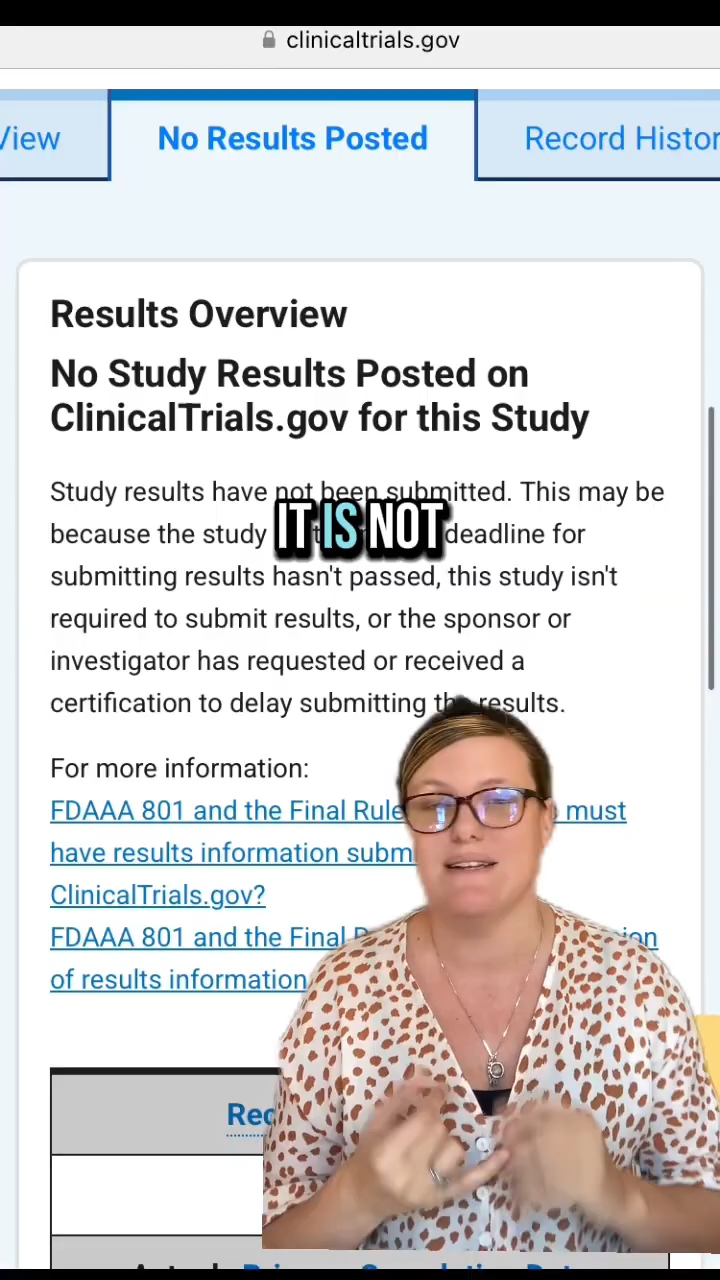 clinicaltrials.gov
View
No Results Posted
Record Histor
Results Overview
No Study Results Posted on
ClinicalTrials.gov for this Study
Study results have not been submitted. This may be
because the study deadline for
IT IS NOT
submitting results hasn't passed, this study isn't
required to submit results, or the sponsor or
investigator has requested or received a
certification to delay submitting the results.
For more information:
FDAAA 801 and the Final Rule must
have results information subm
ClinicalTrials.gov?
FDAAA 801 and the Final ion
of results information
Rec